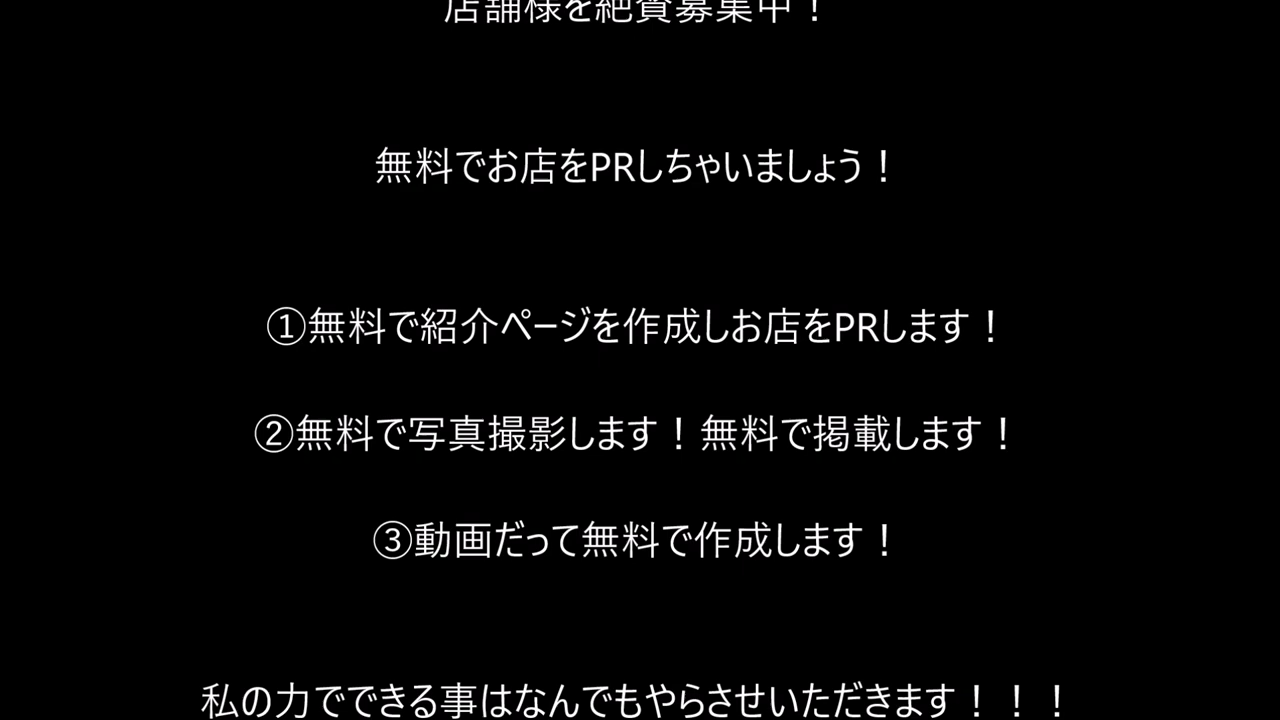 店舗様を絶賛募集中！
無料でお店をPRしちゃいましょう！
①無料で紹介ページを作成しお店をPRします！
②無料で写真撮影します！無料で掲載します！
③動画だって無料で作成します！
私の力でできる事はなんでもやらさせいただきます！！！